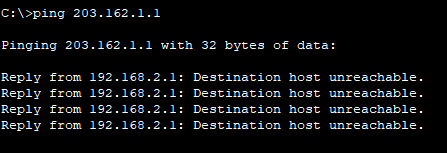 C:\>ping 203.162.1.1
Pinging 203.162.1.1 with 32 bytes of data:
Reply from 192.168.2.1: Destination host unreachable.
Reply from 192.168.2.1: Destination host unreachable.
Reply from 192.168.2.1: Destination host unreachable.
Reply from 192.168.2.1: Destination host unreachable.